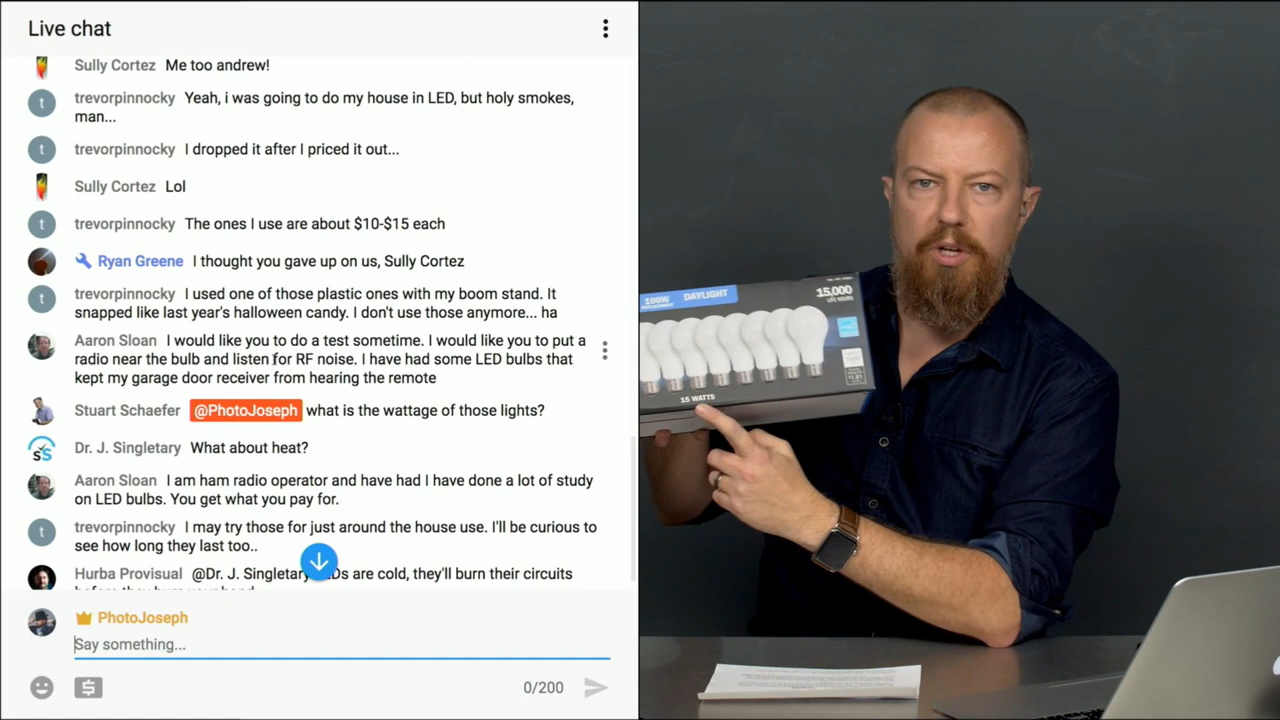 Live chat
Sully Cortez Me too andrew!
trevorpinnocky Yeah, i was going to do my house in LED, but holy smokes,
man...
t
trevorpinnocky I dropped it after I priced it out...
t
Sully Cortez Lol
trevorpinnocky The ones I use are about $10-$15 each
t
Ryan Greene I thought you gave up on us, Sully Cortez
trevorpinnocky I used one of those plastic ones with my boom stand. It
snapped like last year's halloween candy. I don't use those anymore... ha
t
Aaron Sloan I would like you to do a test sometime. I would like you to put a
radio near the bulb and listen for RF noise. I have had some LED bulbs that
kept my garage door receiver from hearing the remote
Stuart Schaefer @PhotoJoseph what is the wattage of those lights?
Dr. J. Singletary What about heat?
SS
Aaron Sloan I am ham radio operator and have had I have done a lot of study
on LED bulbs. You get what you pay for.
trevorpinnocky I may try those for just around the house use. I'll be curious to
see how long they last too..
t
Hurba Provisual @Dr. J. Singletary are cold, they'll burn their circuits
PhotoJoseph
Say something...
0/200
100W
DAYLIGHT
15,000
15 WATTS